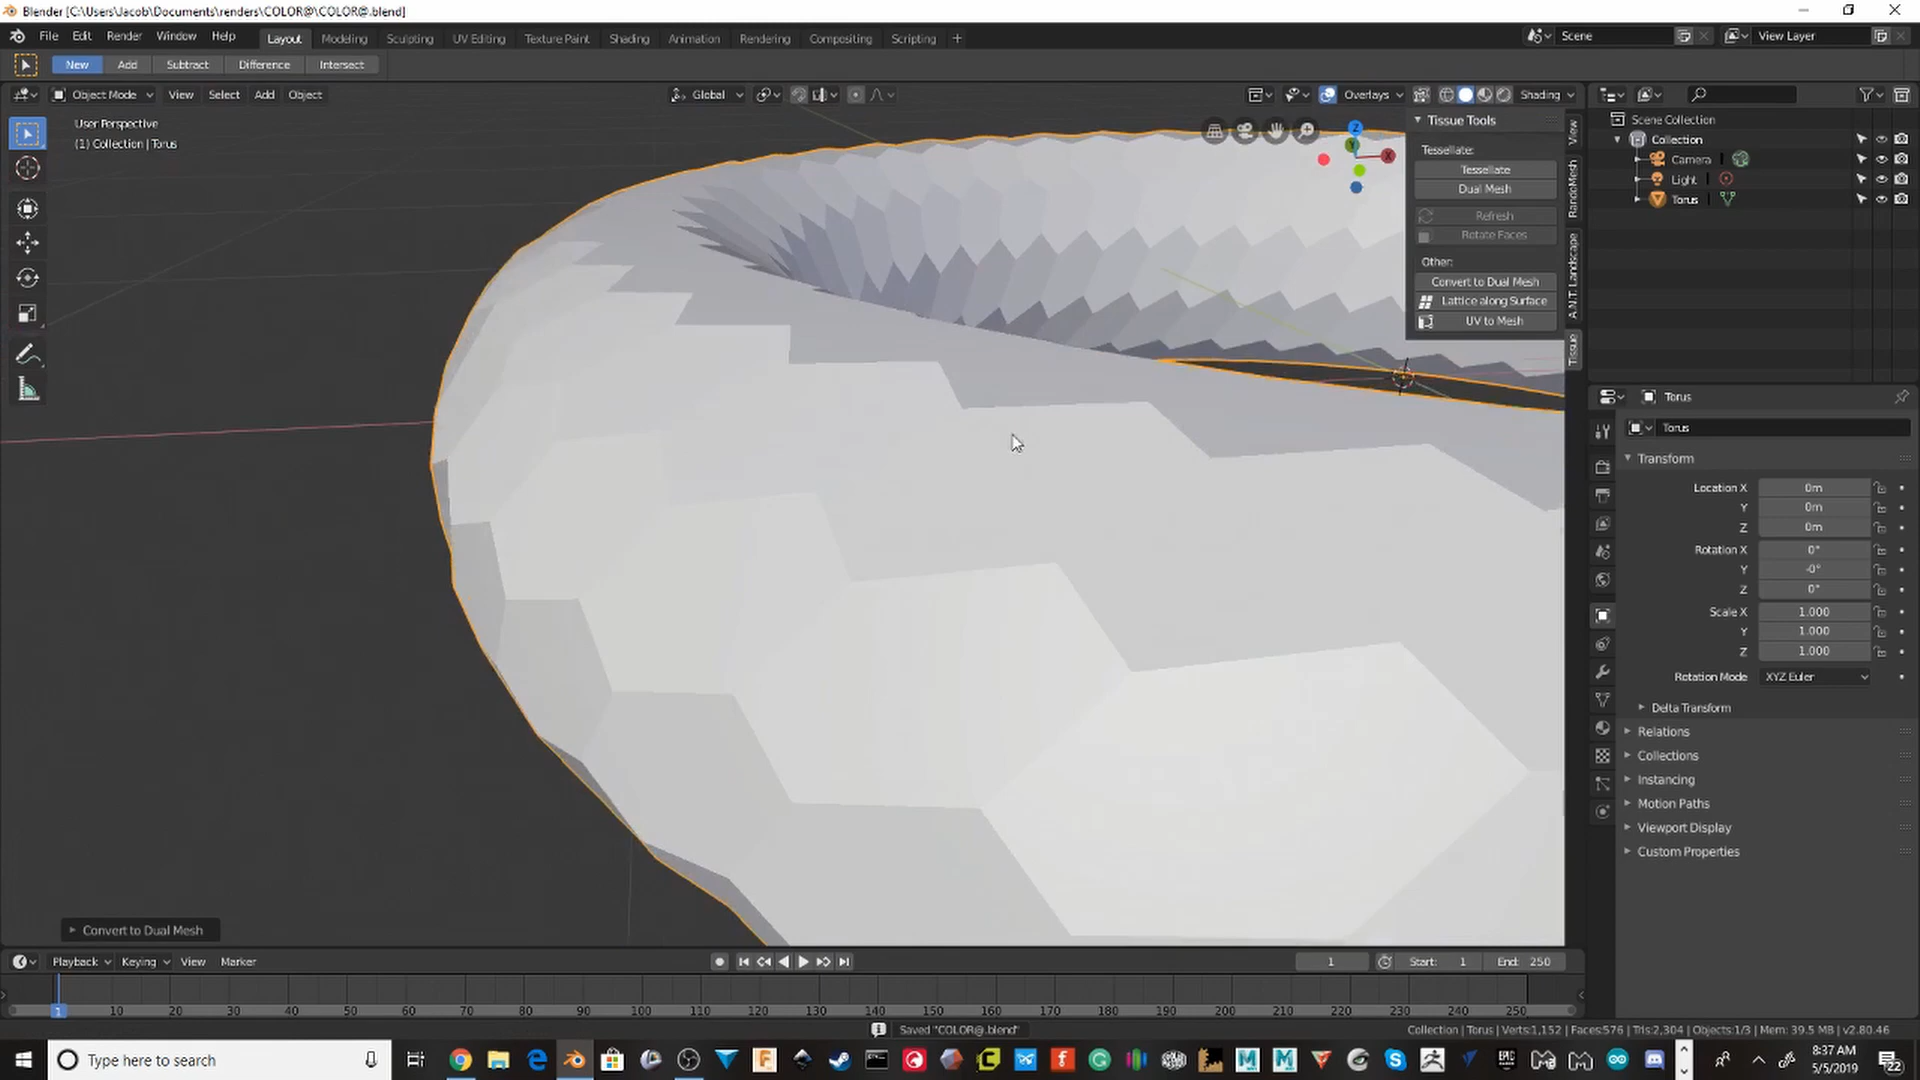 Blender [C:\Users\Jacob\Documents\renders\COLOR@\COLOR@.blend]
File Edit Render Window Help Layout Modeling Sculpting UV Editing Texture Paint Shading Animation Rendering Compositing Scripting + Scene View Layer
New Add Subtract Difference Intersect
Object Mode View Select Add Object Global Overlays Shading
User Perspective
(1) Collection | Torus
Tissue Tools
Tessellate:
Tessellate
Dual Mesh
Refresh
Rotate Faces
Other:
Convert to Dual Mesh
Lattice along Surface
UV to Mesh
Z
Y
X
View
RandoMesh
A.N.T. Landscape
Tissue
Scene Collection
Collection
Camera
Light
Torus
Torus
Torus
Transform
Location X 0m
Y 0m
Z 0m
Rotation X 0°
Y -0°
Z 0°
Scale X 1.000
Y 1.000
Z 1.000
Rotation Mode XYZ Euler
Delta Transform
Relations
Collections
Instancing
Motion Paths
Viewport Display
Custom Properties
Convert to Dual Mesh
Playback Keying View Marker 1 Start: 1 End: 250
1 10 20 30 40 50 60 70 80 90 100 110 120 130 140 150 160 170 180 190 200 210 220 230 240 250
Saved "COLOR@.blend"
Collection | Torus | Verts:1,152 | Faces:576 | Tris:2,304 | Objects:1/3 | Mem: 39.5 MB | v2.80.46
Type here to search
8:37 AM
5/5/2019
22